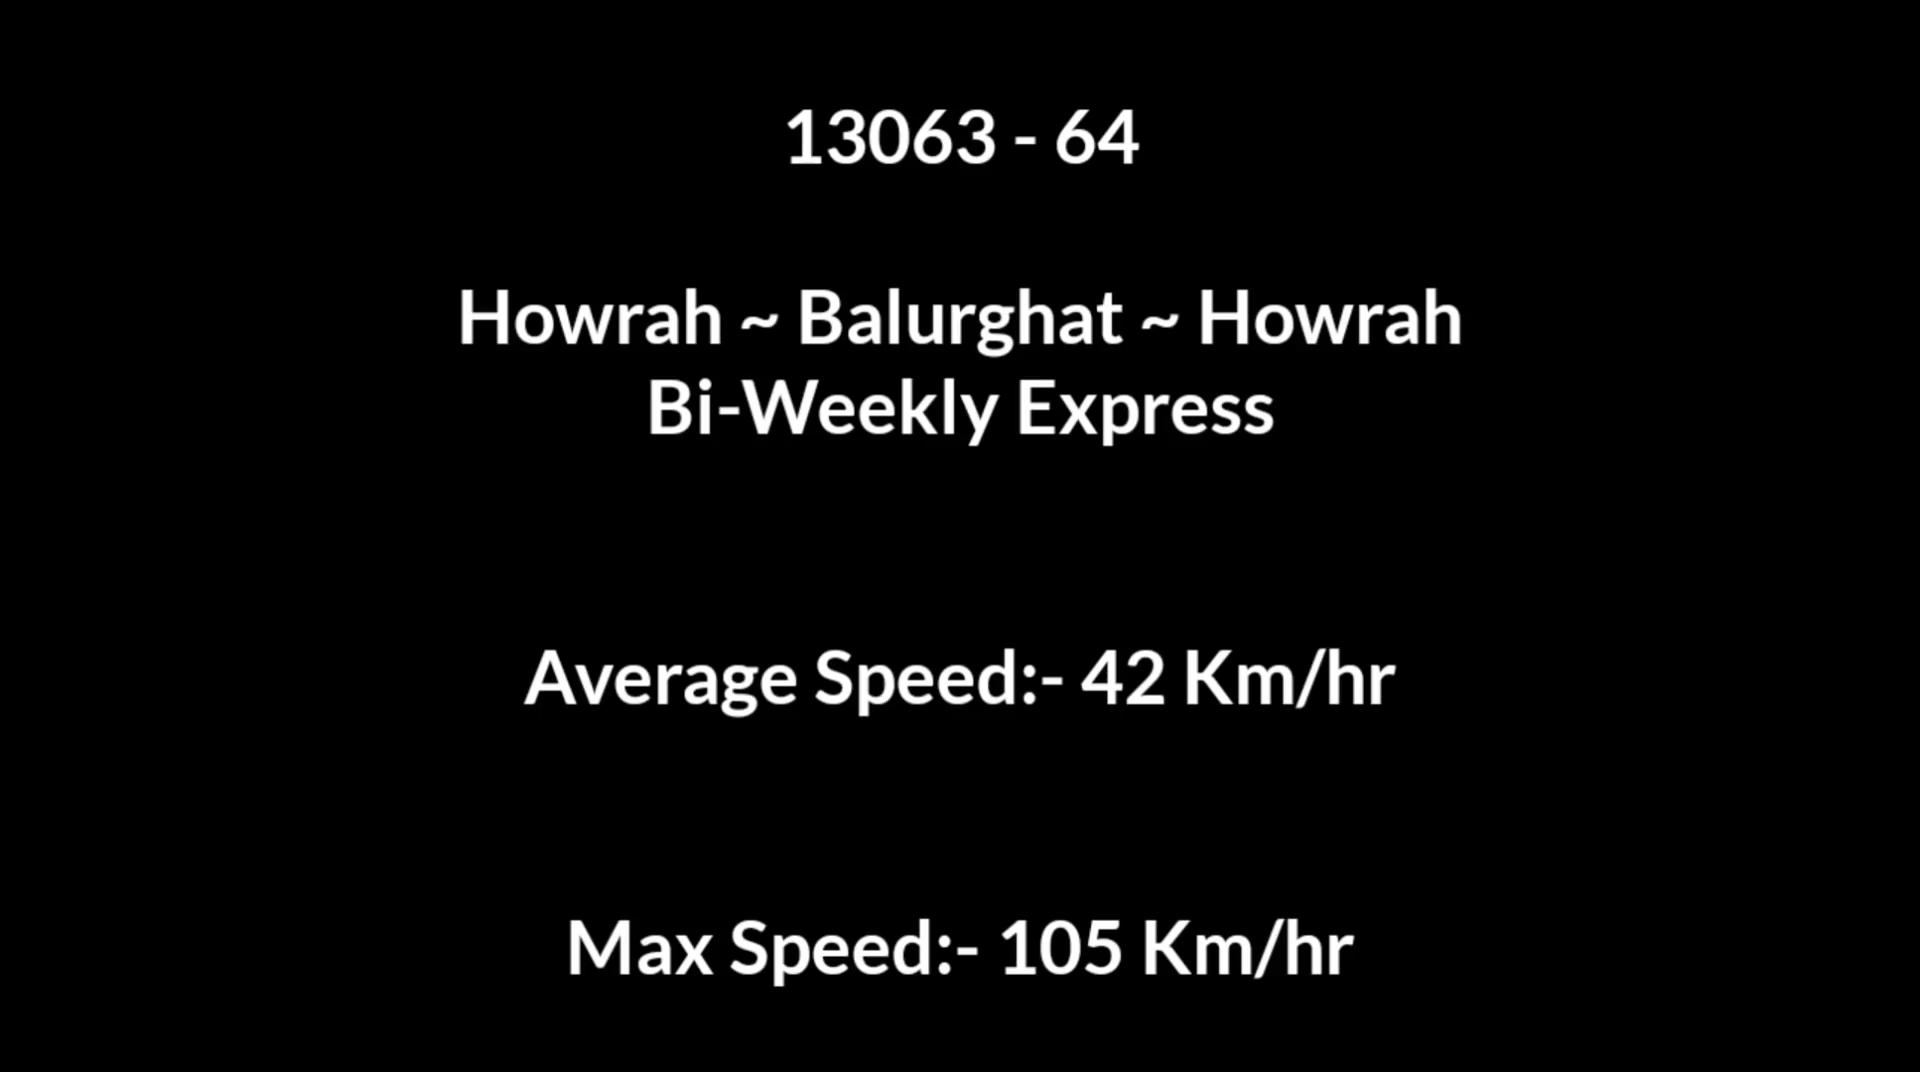 13063 - 64
Howrah ~ Balurghat ~ Howrah
Bi-Weekly Express
Average Speed:- 42 Km/hr
Max Speed:- 105 Km/hr